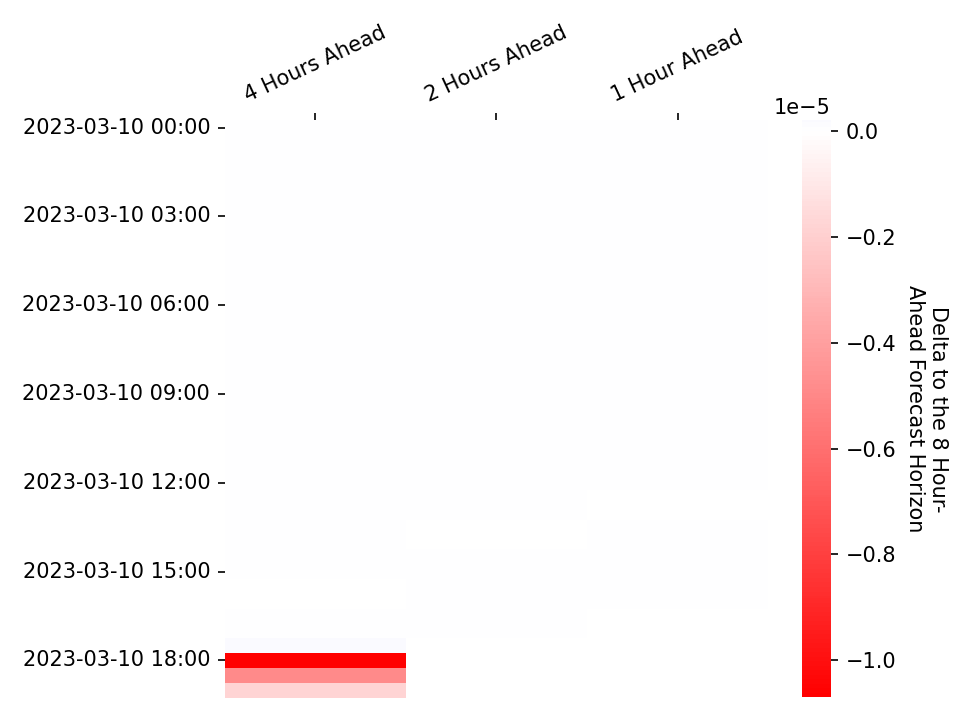 4 Hours Ahead
2 Hours Ahead
1 Hour Ahead
1e−5
2023-03-10 00:00
2023-03-10 03:00
2023-03-10 06:00
2023-03-10 09:00
2023-03-10 12:00
2023-03-10 15:00
2023-03-10 18:00
0.0
−0.2
−0.4
−0.6
−0.8
−1.0
Delta to the 8 Hour-
Ahead Forecast Horizon